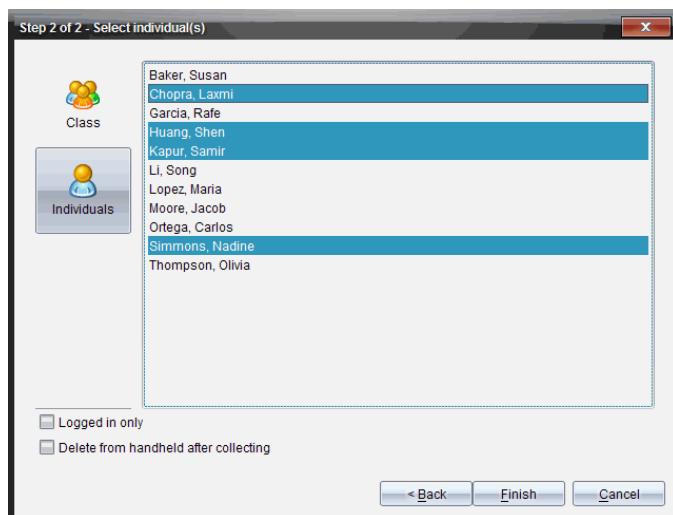 Step 2 of 2 - Select individual(s)
Class
Individuals
Baker, Susan
Chopra, Laxmi
Garcia, Rafe
Huang, Shen
Kapur, Samir
Li, Song
Lopez, Maria
Moore, Jacob
Ortega, Carlos
Simmons, Nadine
Thompson, Olivia
Logged in only
Delete from handheld after collecting
< Back Finish Cancel